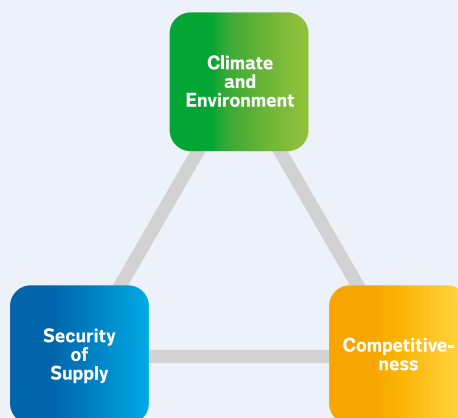 Climate
and
Environment
Security
of
Supply
Competitive-
ness